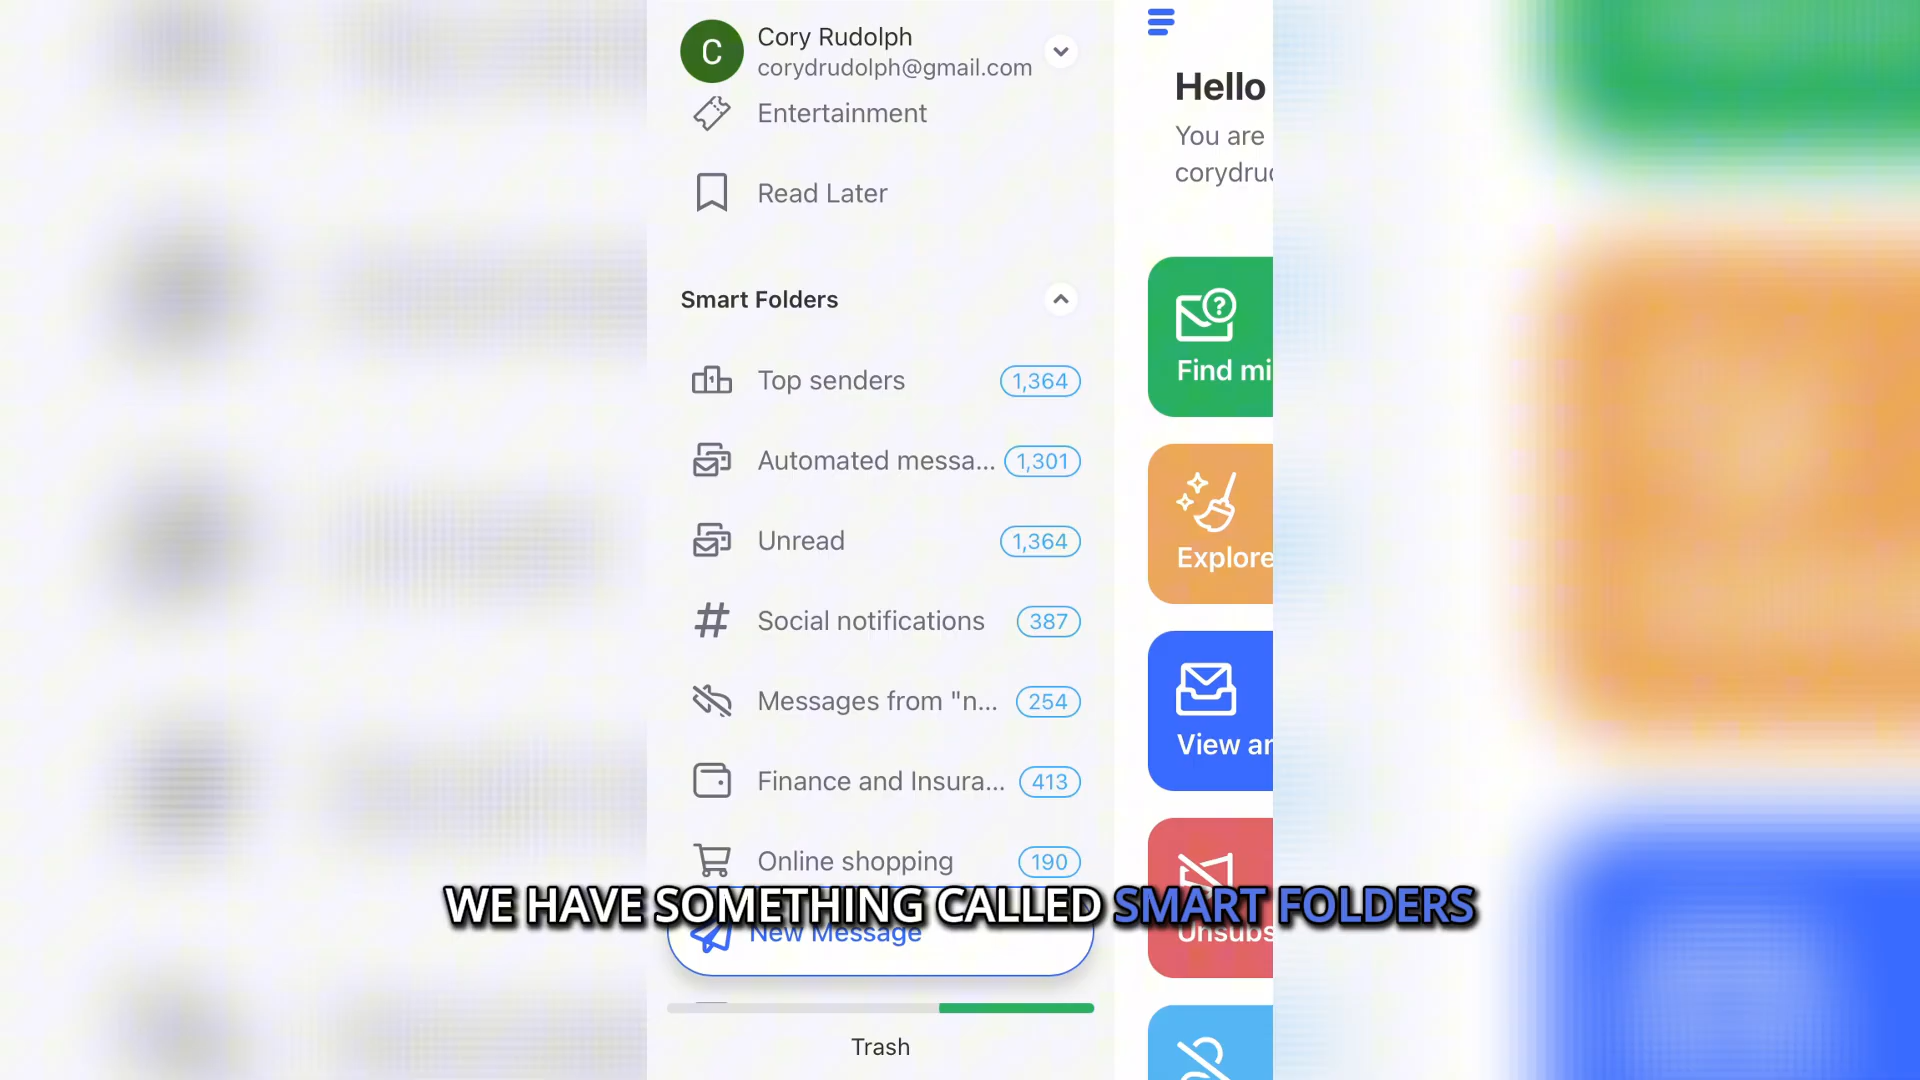 C
Cory Rudolph
corydrudolph@gmail.com
Entertainment
Read Later
Smart Folders
1
Top senders 1,364
Automated messa... 1,301
Unread 1,364
Social notifications 387
Messages from "n... 254
Finance and Insura... 413
Online shopping 190
New Message
Trash
Hello
You are
corydru
?
Find mi
Explore
View ar
Unsubs
WE HAVE SOMETHING CALLED SMART FOLDERS